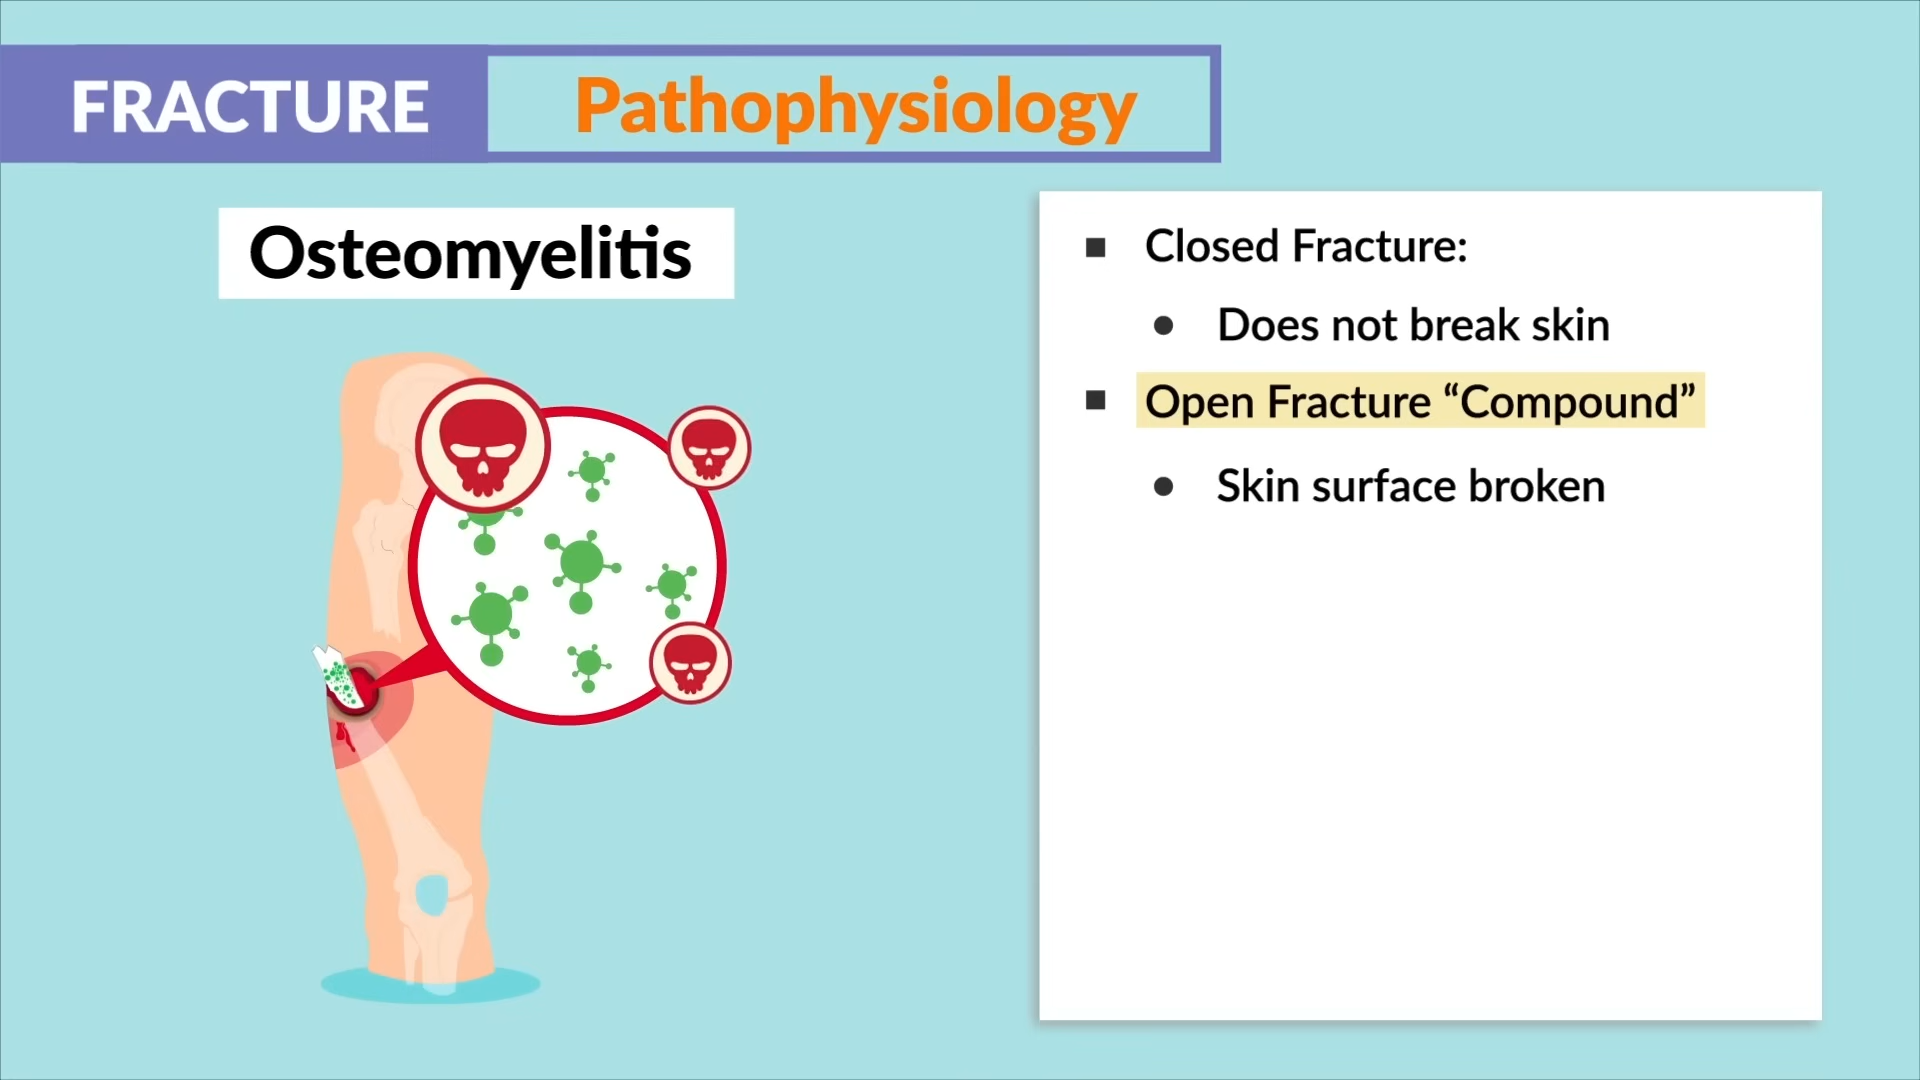 FRACTURE
Pathophysiology
Osteomyelitis
Closed Fracture:
Does not break skin
Open Fracture “Compound”
Skin surface broken